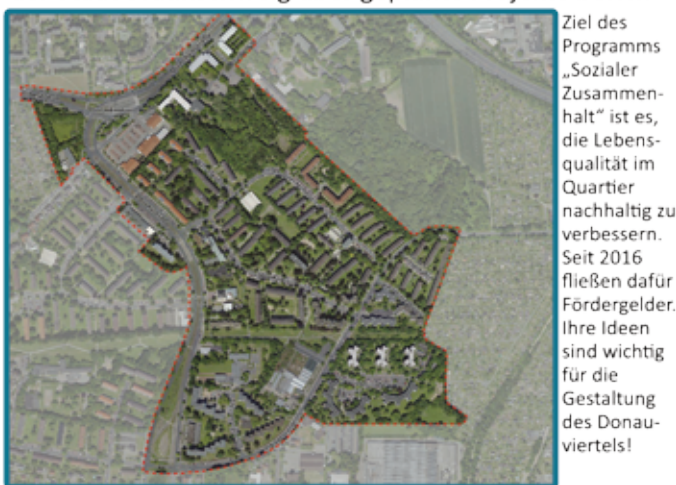 Ziel des
Programms
„Sozialer
Zusammen-
halt“ ist es,
die Lebens-
qualität im
Quartier
nachhaltig zu
verbessern.
Seit 2016
fließen dafür
Fördergelder.
Ihre Ideen
sind wichtig
für die
Gestaltung
des Donau-
viertels!